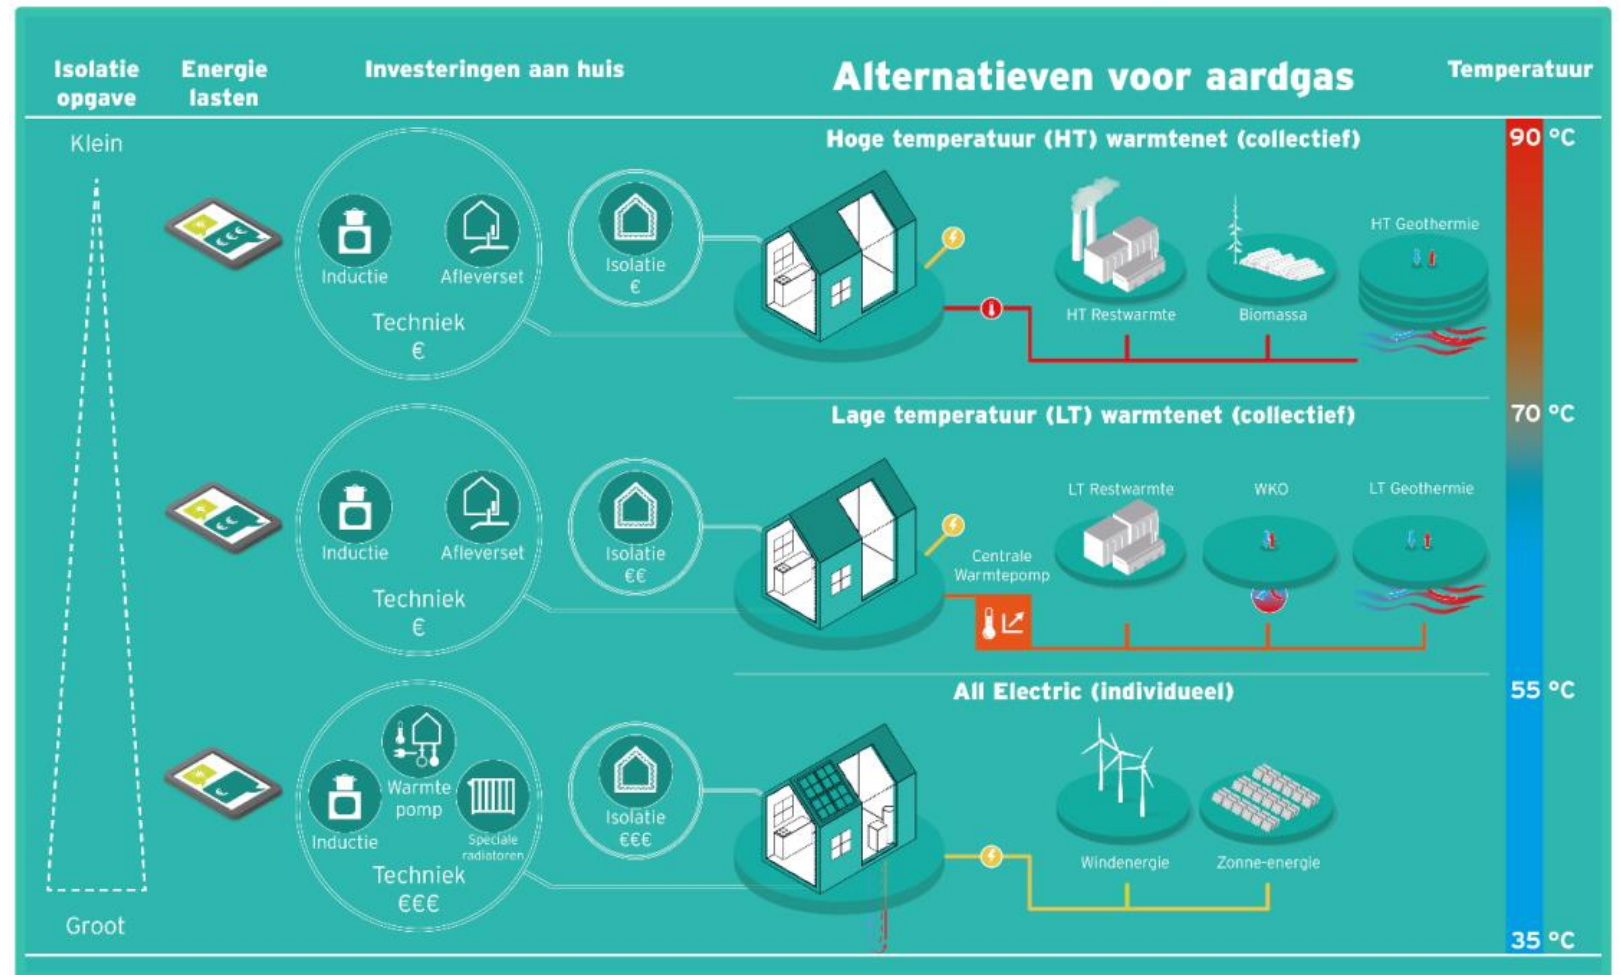 Isolatie
opgave
Energie
lasten
Investeringen aan huis
Alternatieven voor aardgas
Temperatuur
Klein
Hoge temperatuur (HT) warmtenet (collectief)
90 °C
Inductie
Afleverset
Techniek
€
Isolatie
€
HT Restwarmte
Biomassa
HT Geothermie
Lage temperatuur (LT) warmtenet (collectief)
70 °C
Inductie
Afleverset
Techniek
€
Isolatie
€€
Centrale
Warmtepomp
LT Restwarmte
WKO
LT Geothermie
All Electric (individueel)
55 °C
Warmte
pomp
Inductie
Speciale
radiatoren
Techniek
€€€
Isolatie
€€€
Windenergie
Zonne-energie
Groot
35 °C